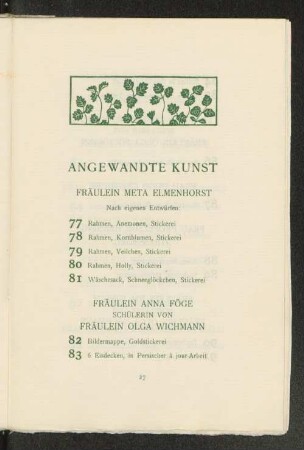 ANGEWANDTE KUNST
FRÄULEIN META ELMENHORST
Nach eigenen Entwürfen:
77 Rahmen, Anemonen, Stickerei
78 Rahmen, Kornblumen, Stickerei
79 Rahmen, Veilchen, Stickerei
80 Rahmen, Holly, Stickerei
81 Wäschesack, Schneeglöckchen, Stickerei
FRÄULEIN ANNA FÖGE
SCHÜLERIN VON
FRÄULEIN OLGA WICHMANN
82 Bildermappe, Goldstickerei
83 6 Eisdecken, in Persischer à jour-Arbeit
27